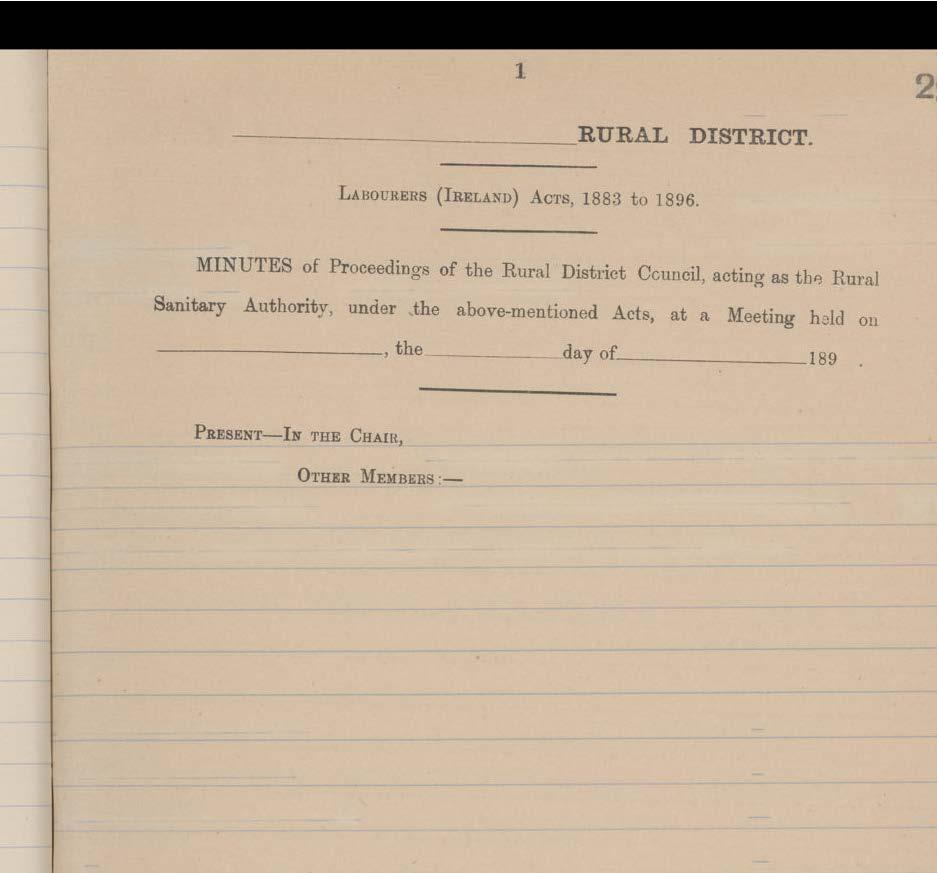 1
2
RURAL DISTRICT.
LABOURERS (IRELAND) ACTS, 1883 to 1896.
MINUTES of Proceedings of the Rural District Council, acting as the Rural
Sanitary Authority, under the above-mentioned Acts, at a Meeting held on
, the day of 189 .
PRESENT—IN THE CHAIR,
OTHER MEMBERS:—